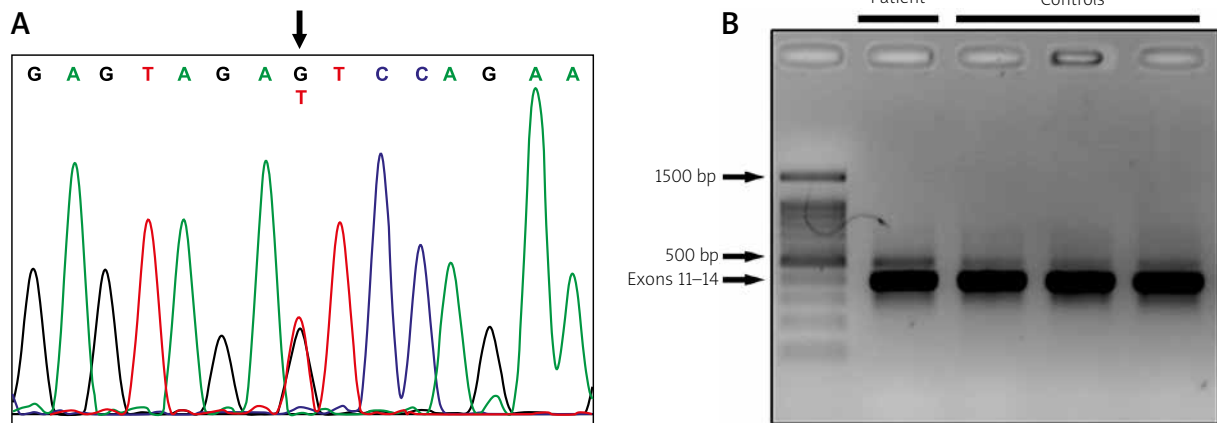 A
G A G T A G A G T C C A G A A
T
B
Patient
Controls
1500 bp
500 bp
Exons 11–14